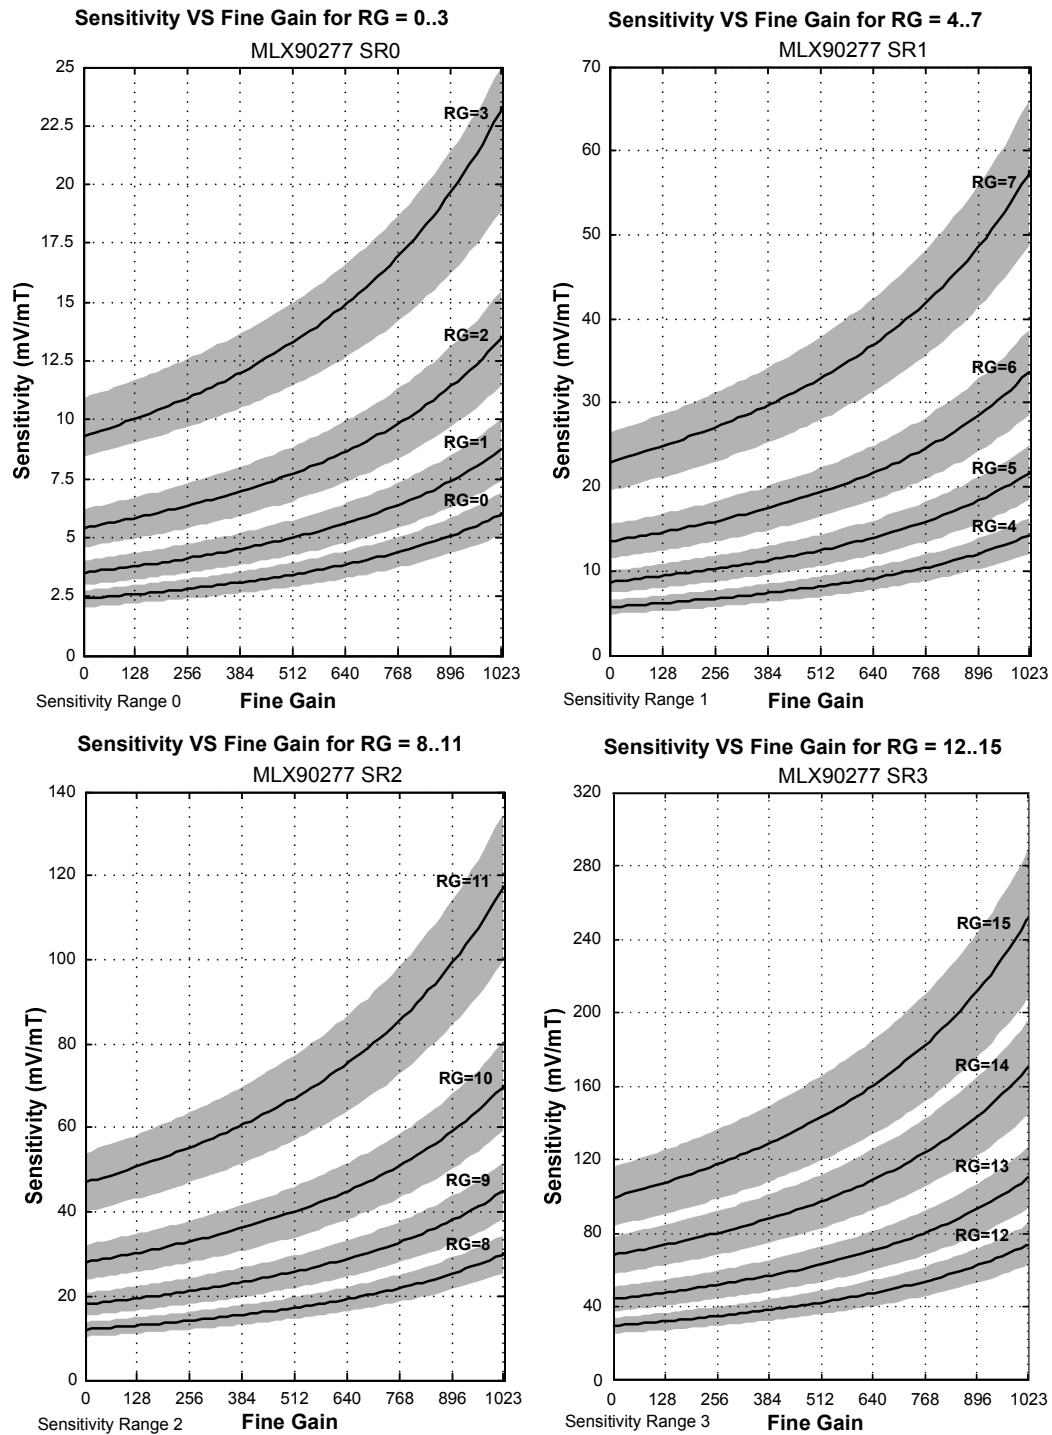 Sensitivity VS Fine Gain for RG = 0..3
MLX90277 SR0
25
22.5
20
17.5
15
12.5
10
7.5
5
2.5
0
Sensitivity (mV/mT)
RG=3
RG=2
RG=1
RG=0
0 128 256 384 512 640 768 896 1023
Sensitivity Range 0
Fine Gain
Sensitivity VS Fine Gain for RG = 4..7
MLX90277 SR1
70
60
50
40
30
20
10
0
Sensitivity (mV/mT)
RG=7
RG=6
RG=5
RG=4
0 128 256 384 512 640 768 896 1023
Sensitivity Range 1
Fine Gain
Sensitivity VS Fine Gain for RG = 8..11
MLX90277 SR2
140
120
100
80
60
40
20
0
Sensitivity (mV/mT)
RG=11
RG=10
RG=9
RG=8
0 128 256 384 512 640 768 896 1023
Sensitivity Range 2
Fine Gain
Sensitivity VS Fine Gain for RG = 12..15
MLX90277 SR3
320
280
240
200
160
120
80
40
0
Sensitivity (mV/mT)
RG=15
RG=14
RG=13
RG=12
0 128 256 384 512 640 768 896 1023
Sensitivity Range 3
Fine Gain